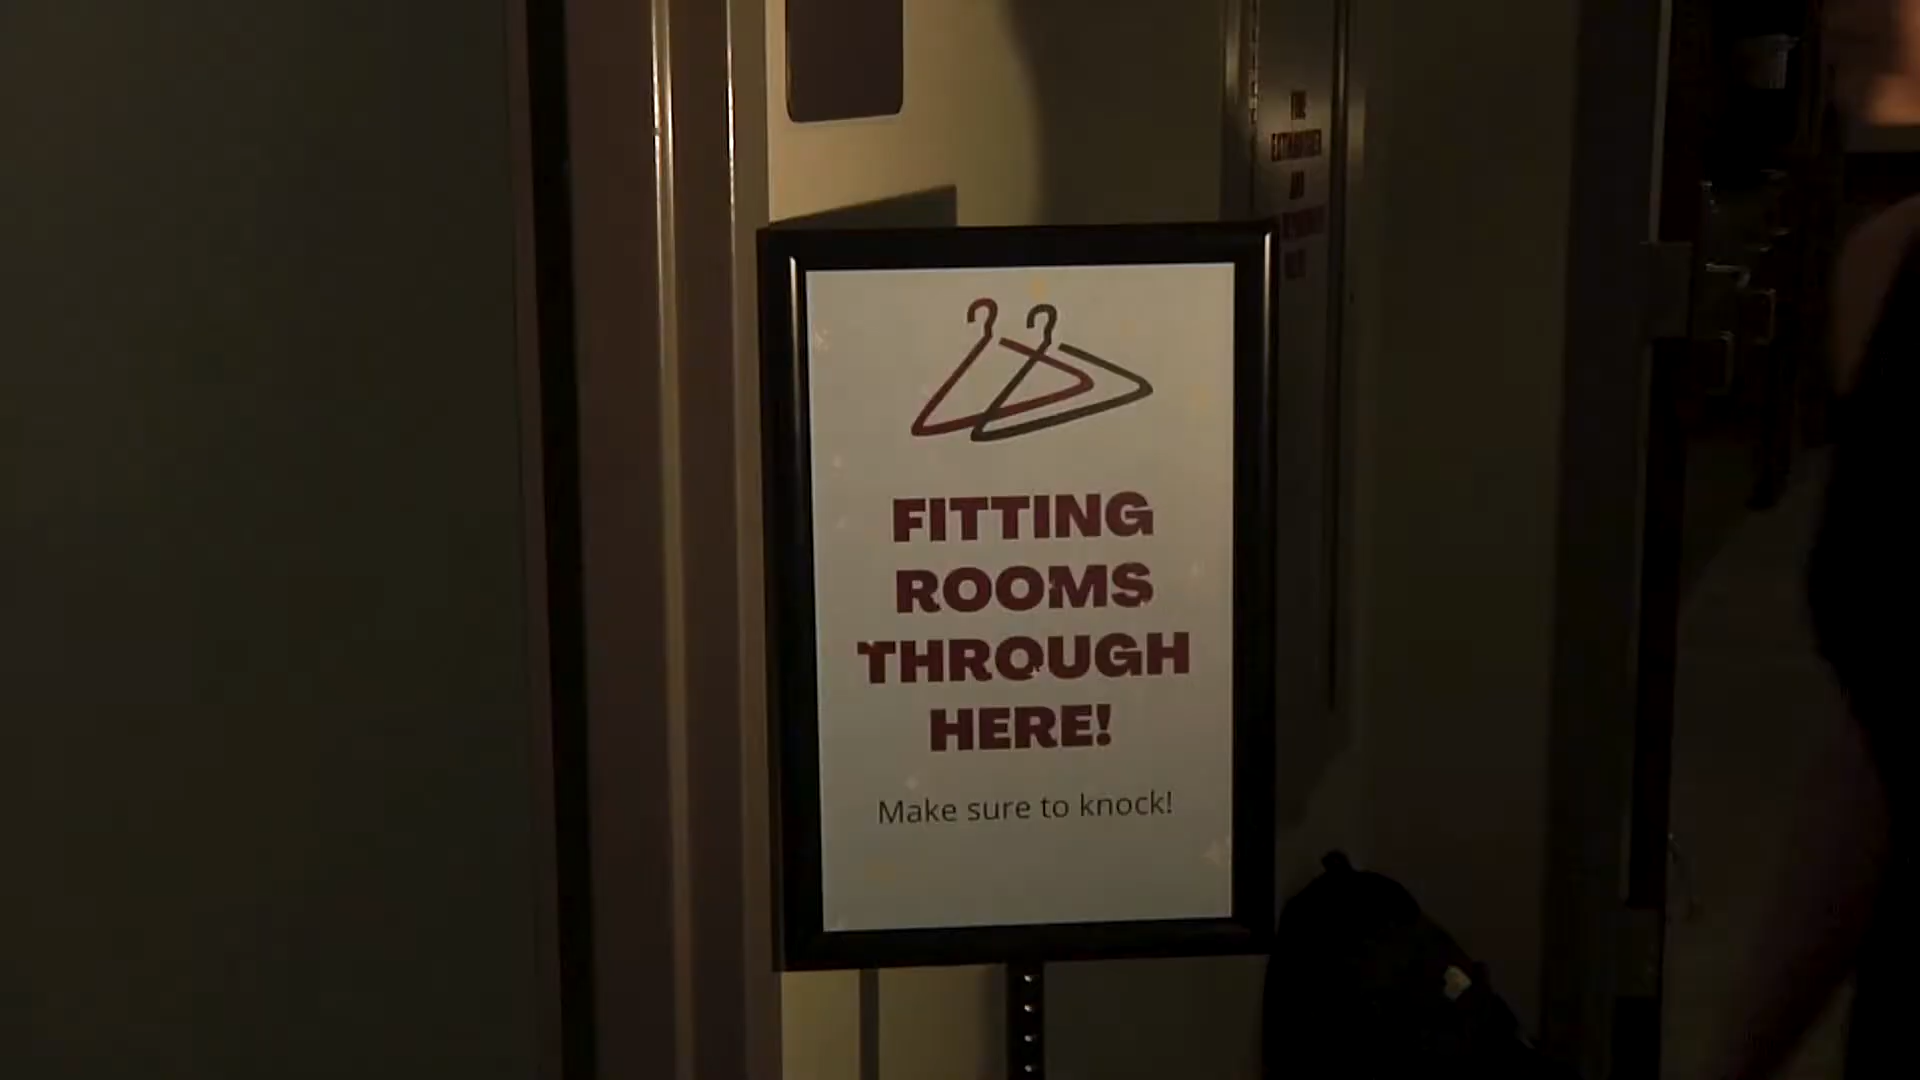 FITTING
ROOMS
THROUGH
HERE!
Make sure to knock!